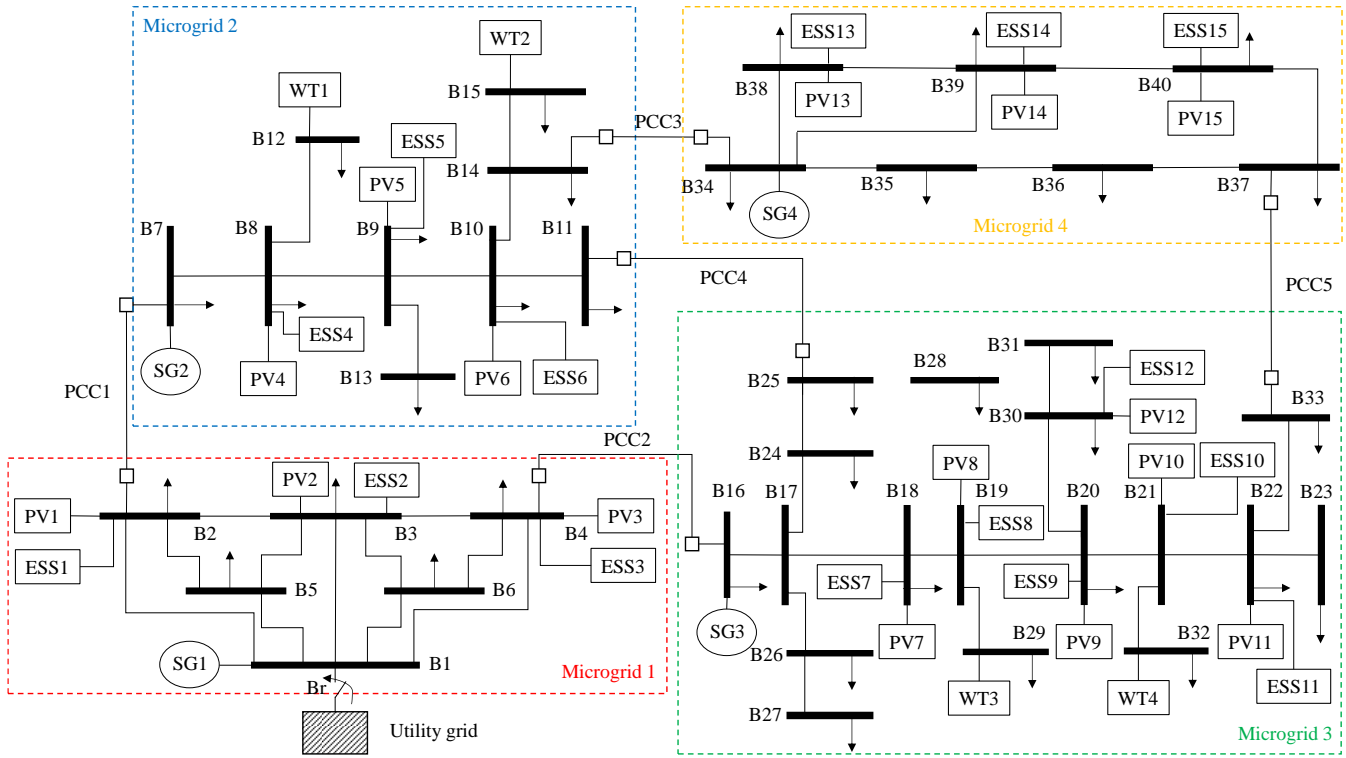 Microgrid 2
WT2
WT1
B15
B12
ESS5
B14
PV5
B7
B8
B9
B10
B11
ESS4
SG2
PV4
B13
PV6
ESS6
PCC1
PCC3
PCC4
ESS13
ESS14
ESS15
B38
B39
B40
PV13
PV14
PV15
B34
B35
B36
B37
SG4
Microgrid 4
PCC5
PCC2
PV1
PV2
ESS2
PV3
B2
B3
B4
ESS1
ESS3
B5
B6
SG1
B1
Microgrid 1
Br
Utility grid
B31
B28
ESS12
B25
B30
PV12
B33
B24
PV8
PV10
ESS10
B16
B17
B18
B19
B20
B21
B22
B23
ESS8
ESS7
ESS9
SG3
PV7
B29
PV9
B32
PV11
B26
WT3
WT4
ESS11
B27
Microgrid 3